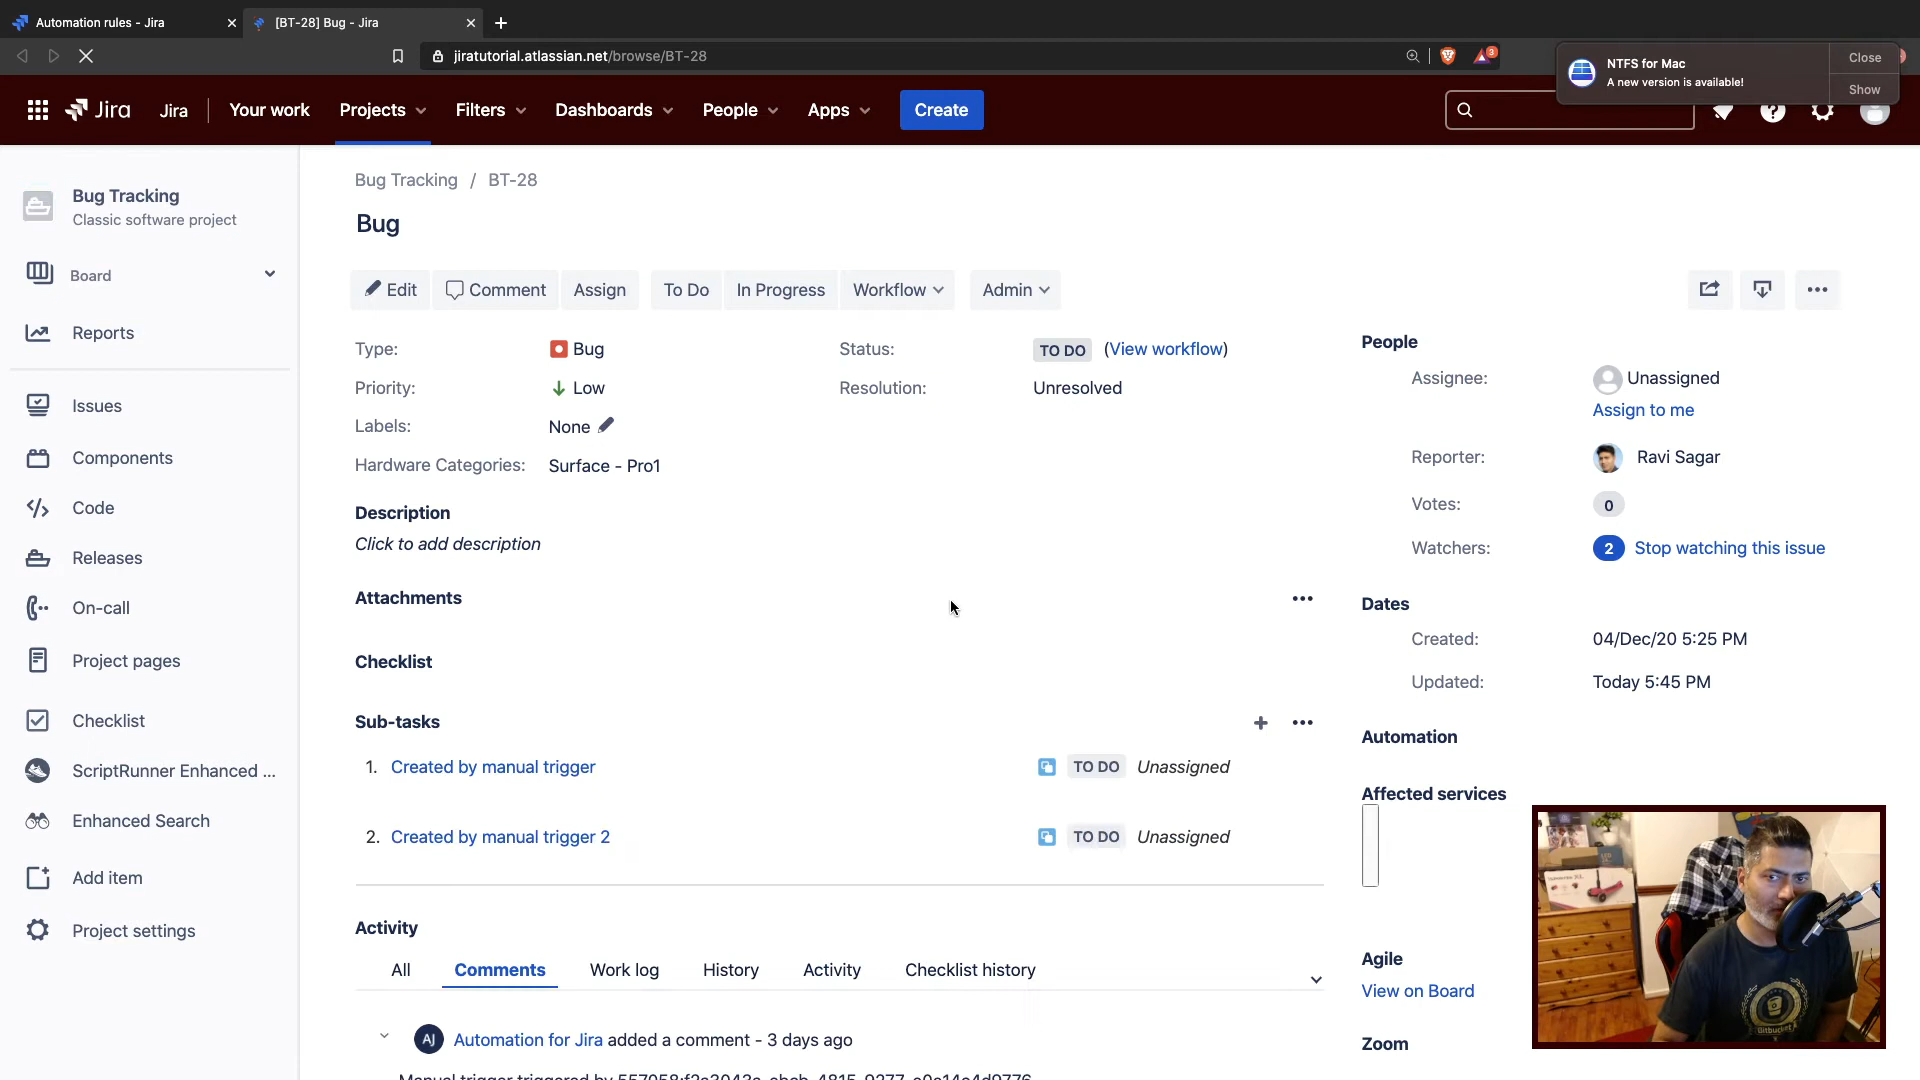 Automation rules - Jira
[BT-28] Bug - Jira
jiratutorial.atlassian.net/browse/BT-28
3
NTFS for Mac
A new version is available!
Close
Show
Jira
Jira
Your work
Projects
Filters
Dashboards
People
Apps
Create
Bug Tracking
Classic software project
Board
Reports
Issues
Components
Code
Releases
On-call
Project pages
Checklist
ScriptRunner Enhanced ...
Enhanced Search
Add item
Project settings
Bug Tracking / BT-28
Bug
Edit
Comment
Assign
To Do
In Progress
Workflow
Admin
Type: Bug
Status: TO DO (View workflow)
Priority: Low
Resolution: Unresolved
Labels: None
Hardware Categories: Surface - Pro1
Description
Click to add description
Attachments
Checklist
Sub-tasks
1. Created by manual trigger TO DO Unassigned
2. Created by manual trigger 2 TO DO Unassigned
Activity
All
Comments
Work log
History
Activity
Checklist history
AJ Automation for Jira added a comment - 3 days ago
People
Assignee: Unassigned
Assign to me
Reporter: Ravi Sagar
Votes: 0
Watchers: 2 Stop watching this issue
Dates
Created: 04/Dec/20 5:25 PM
Updated: Today 5:45 PM
Automation
Affected services
Agile
View on Board
Zoom
Gitbucket